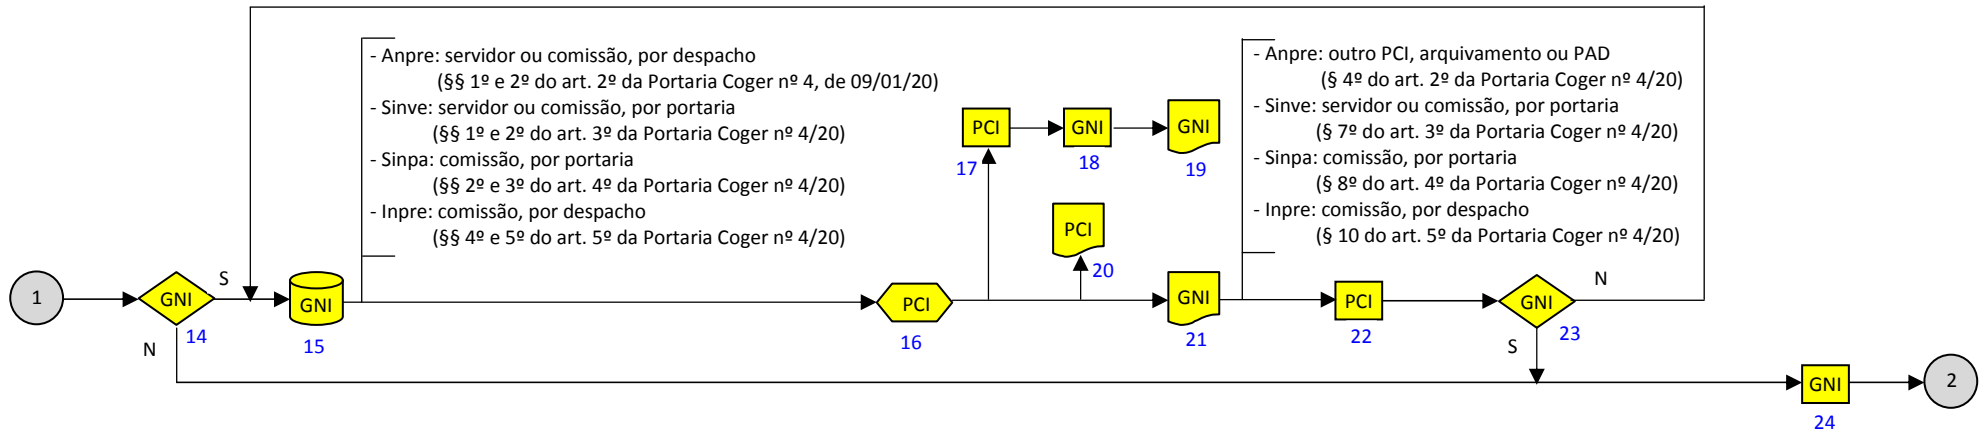 - Anpre: servidor ou comissão, por despacho
(§§ 1º e 2º do art. 2º da Portaria Coger nº 4, de 09/01/20)
- Sinve: servidor ou comissão, por portaria
(§§ 1º e 2º do art. 3º da Portaria Coger nº 4/20)
- Sinpa: comissão, por portaria
(§§ 2º e 3º do art. 4º da Portaria Coger nº 4/20)
- Inpre: comissão, por despacho
(§§ 4º e 5º do art. 5º da Portaria Coger nº 4/20)
- Anpre: outro PCI, arquivamento ou PAD
(§ 4º do art. 2º da Portaria Coger nº 4/20)
- Sinve: servidor ou comissão, por portaria
(§ 7º do art. 3º da Portaria Coger nº 4/20)
- Sinpa: comissão, por portaria
(§ 8º do art. 4º da Portaria Coger nº 4/20)
- Inpre: comissão, por despacho
(§ 10 do art. 5º da Portaria Coger nº 4/20)
PCI
17
GNI
18
GNI
19
PCI
20
1
GNI
14
S
N
GNI
15
PCI
16
GNI
21
PCI
22
GNI
23
N
S
GNI
24
2